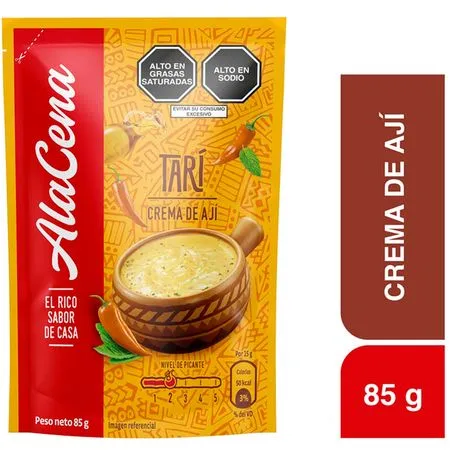 ALTO EN
GRASAS
SATURADAS
ALTO EN
SODIO
EVITAR SU CONSUMO
EXCESIVO
AlaCena
EL RICO
SABOR
DE CASA
TARÍ
CREMA DE AJÍ
NIVEL DE PICANTE
1 2 3 4 5
Por 15 g
Calorías
50 kcal
3%
% del VD
Peso neto 85 g
Imagen referencial
CREMA DE AJÍ
85 g